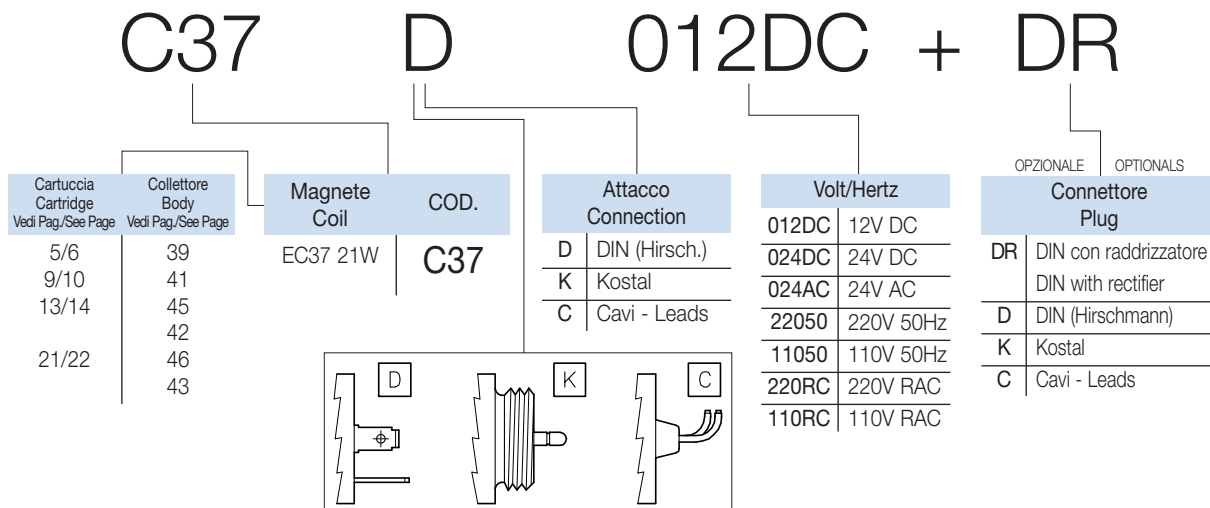 C37 D 012DC + DR
OPZIONALE OPTIONALS
Cartuccia
Cartridge
Vedi Pag./See Page
Collettore
Body
Vedi Pag./See Page
5/6 39
9/10 41
13/14 45
42
21/22 46
43
Magnete
Coil
COD.
EC37 21W C37
Attacco
Connection
D DIN (Hirsch.)
K Kostal
C Cavi - Leads
D K C
Volt/Hertz
012DC 12V DC
024DC 24V DC
024AC 24V AC
22050 220V 50Hz
11050 110V 50Hz
220RC 220V RAC
110RC 110V RAC
Connettore
Plug
DR DIN con raddrizzatore
DIN with rectifier
D DIN (Hirschmann)
K Kostal
C Cavi - Leads